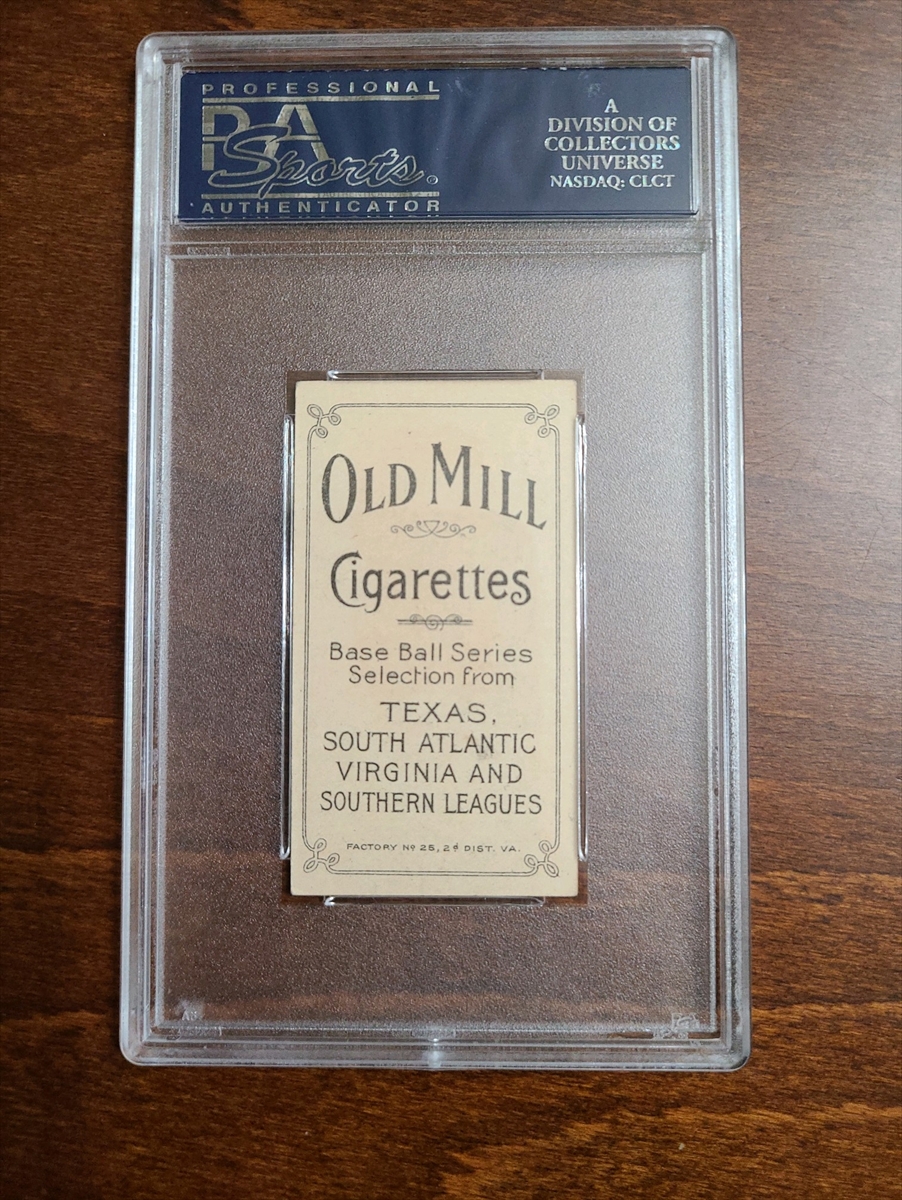 PROFESSIONAL
PSA
Sports®
AUTHENTICATOR
A
DIVISION OF
COLLECTORS
UNIVERSE
NASDAQ: CLCT
OLD MILL
Cigarettes
Base Ball Series
Selection from
TEXAS,
SOUTH ATLANTIC
VIRGINIA AND
SOUTHERN LEAGUES
FACTORY Nº 25, 2d DIST. VA.